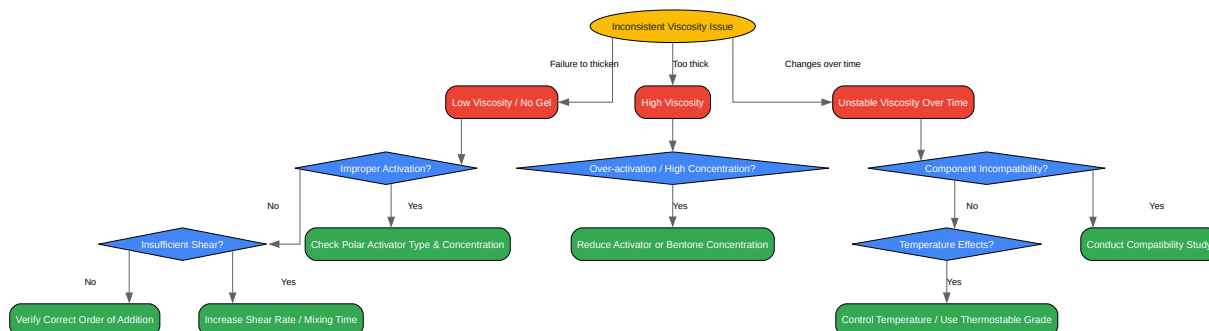 Inconsistent Viscosity Issue
Failure to thicken
Too thick
Changes over time
Low Viscosity / No Gel
High Viscosity
Unstable Viscosity Over Time
Improper Activation?
Over-activation / High Concentration?
Component Incompatibility?
No
Yes
Yes
No
Yes
Insufficient Shear?
Check Polar Activator Type & Concentration
Reduce Activator or Bentone Concentration
Temperature Effects?
Conduct Compatibility Study
No
Yes
Yes
Verify Correct Order of Addition
Increase Shear Rate / Mixing Time
Control Temperature / Use Thermostable Grade